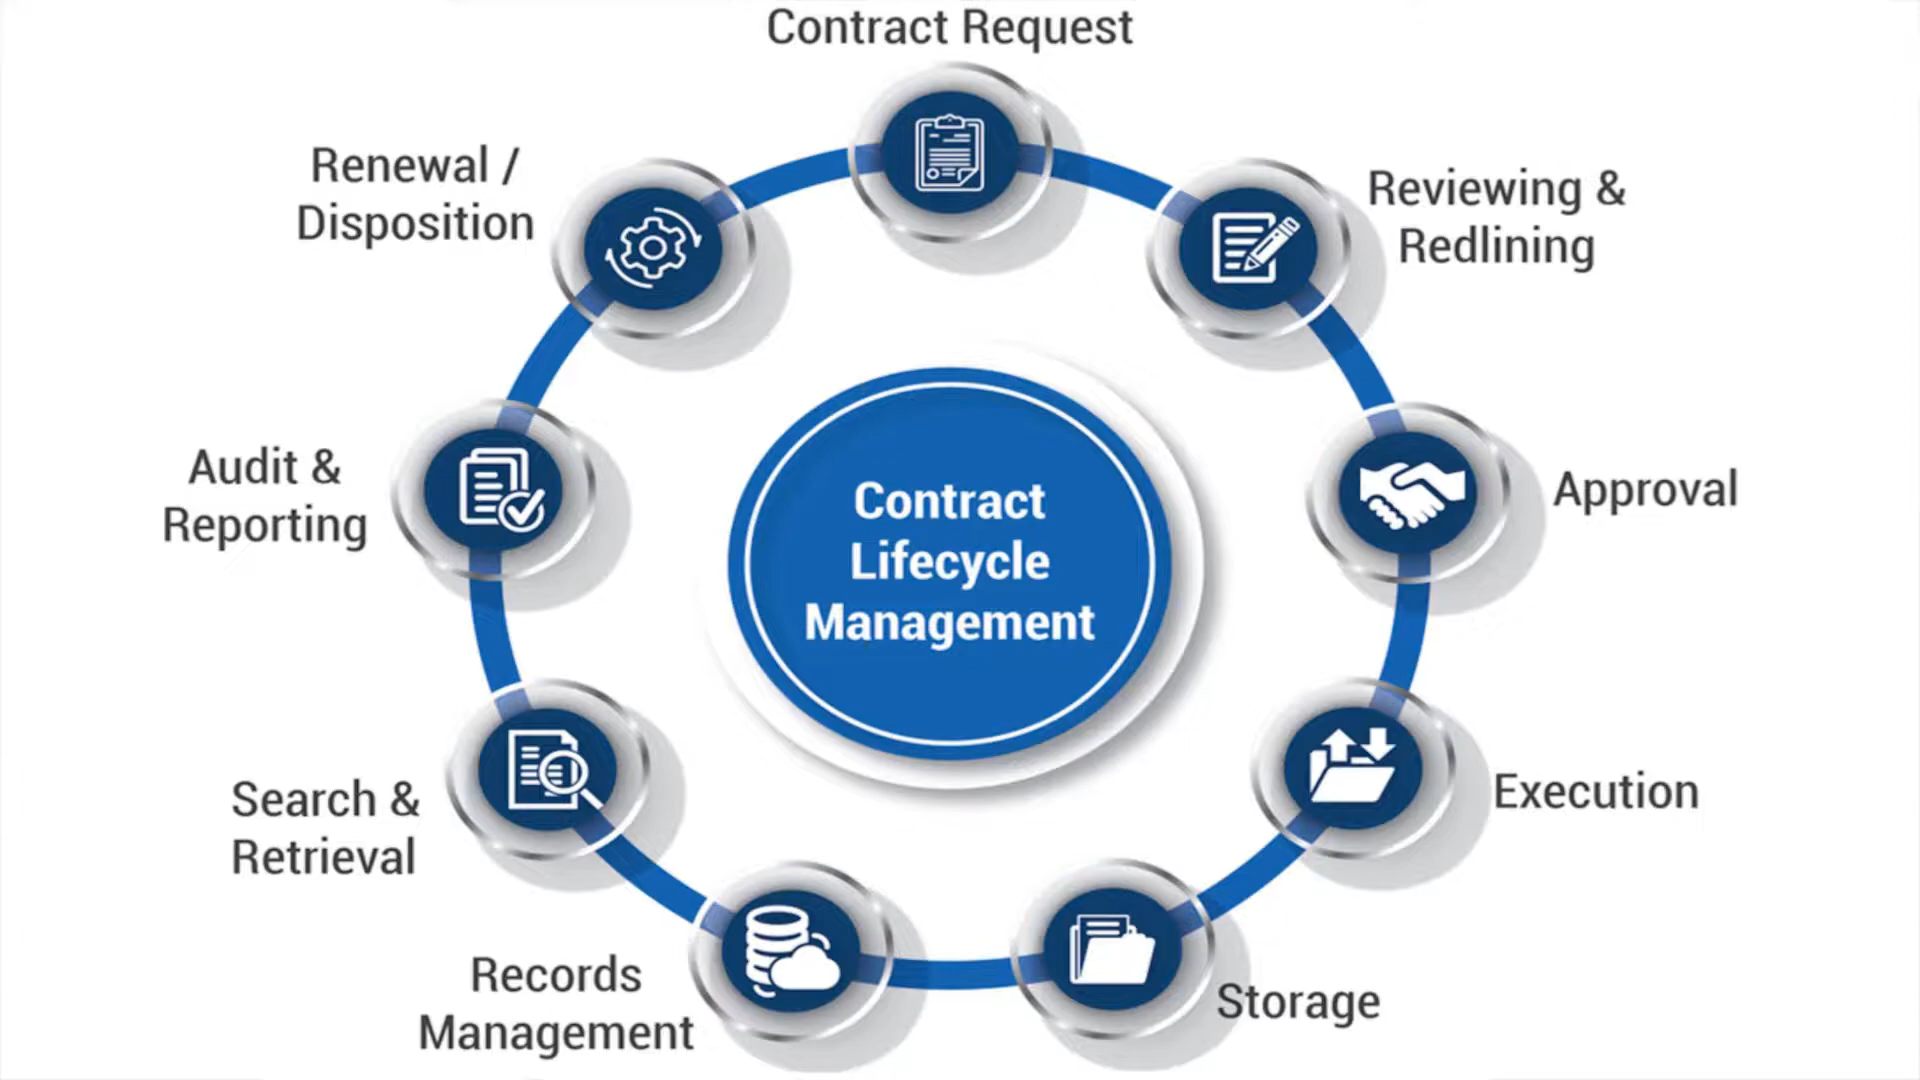 Contract Request
Reviewing &
Redlining
Approval
Execution
Storage
Records
Management
Search &
Retrieval
Audit &
Reporting
Renewal /
Disposition
Contract
Lifecycle
Management